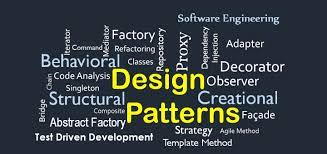 Software Engineering
Iterator
Mediator
Factory
Command
Refactoring
Classes
Repository
Proxy
Dependency
Injection
Adapter
Behavioral
Decorator
Chain
Code Analysis
Singleton
Design
Observer
Structural
Creational
Bridge
Composite
Patterns
Façade
Abstract Factory
Strategy
Agile Method
Test Driven Development
Template Method